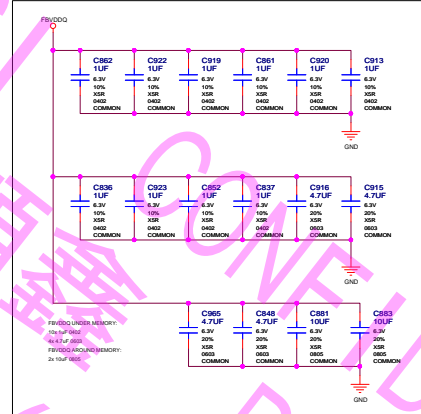 FBVDDQ
C862 C922 C919 C861 C920 C913
1UF 1UF 1UF 1UF 1UF 1UF
6.3V 6.3V 6.3V 6.3V 6.3V 6.3V
10% 10% 10% 10% 10% 10%
X5R X5R X5R X5R X5R X5R
0402 0402 0402 0402 0402 0402
COMMON COMMON COMMON COMMON COMMON COMMON
GND
C836 C923 C852 C837 C916 C915
1UF 1UF 1UF 1UF 4.7UF 4.7UF
6.3V 6.3V 6.3V 6.3V 6.3V 6.3V
10% 10% 10% 10% 20% 20%
X5R X5R X5R X5R X5R X5R
0402 0402 0402 0402 0603 0603
COMMON COMMON COMMON COMMON COMMON COMMON
GND
C965 C848 C881 C883
4.7UF 4.7UF 10UF 10UF
6.3V 6.3V 6.3V 6.3V
20% 20% 20% 20%
X5R X5R X5R X5R
0603 0603 0805 0805
COMMON COMMON COMMON COMMON
GND
FBVDDQ UNDER MEMORY:
10x 1uF 0402
4x 4.7uF 0603
FBVDDQ AROUND MEMORY:
2x 10uF 0805
CONFID